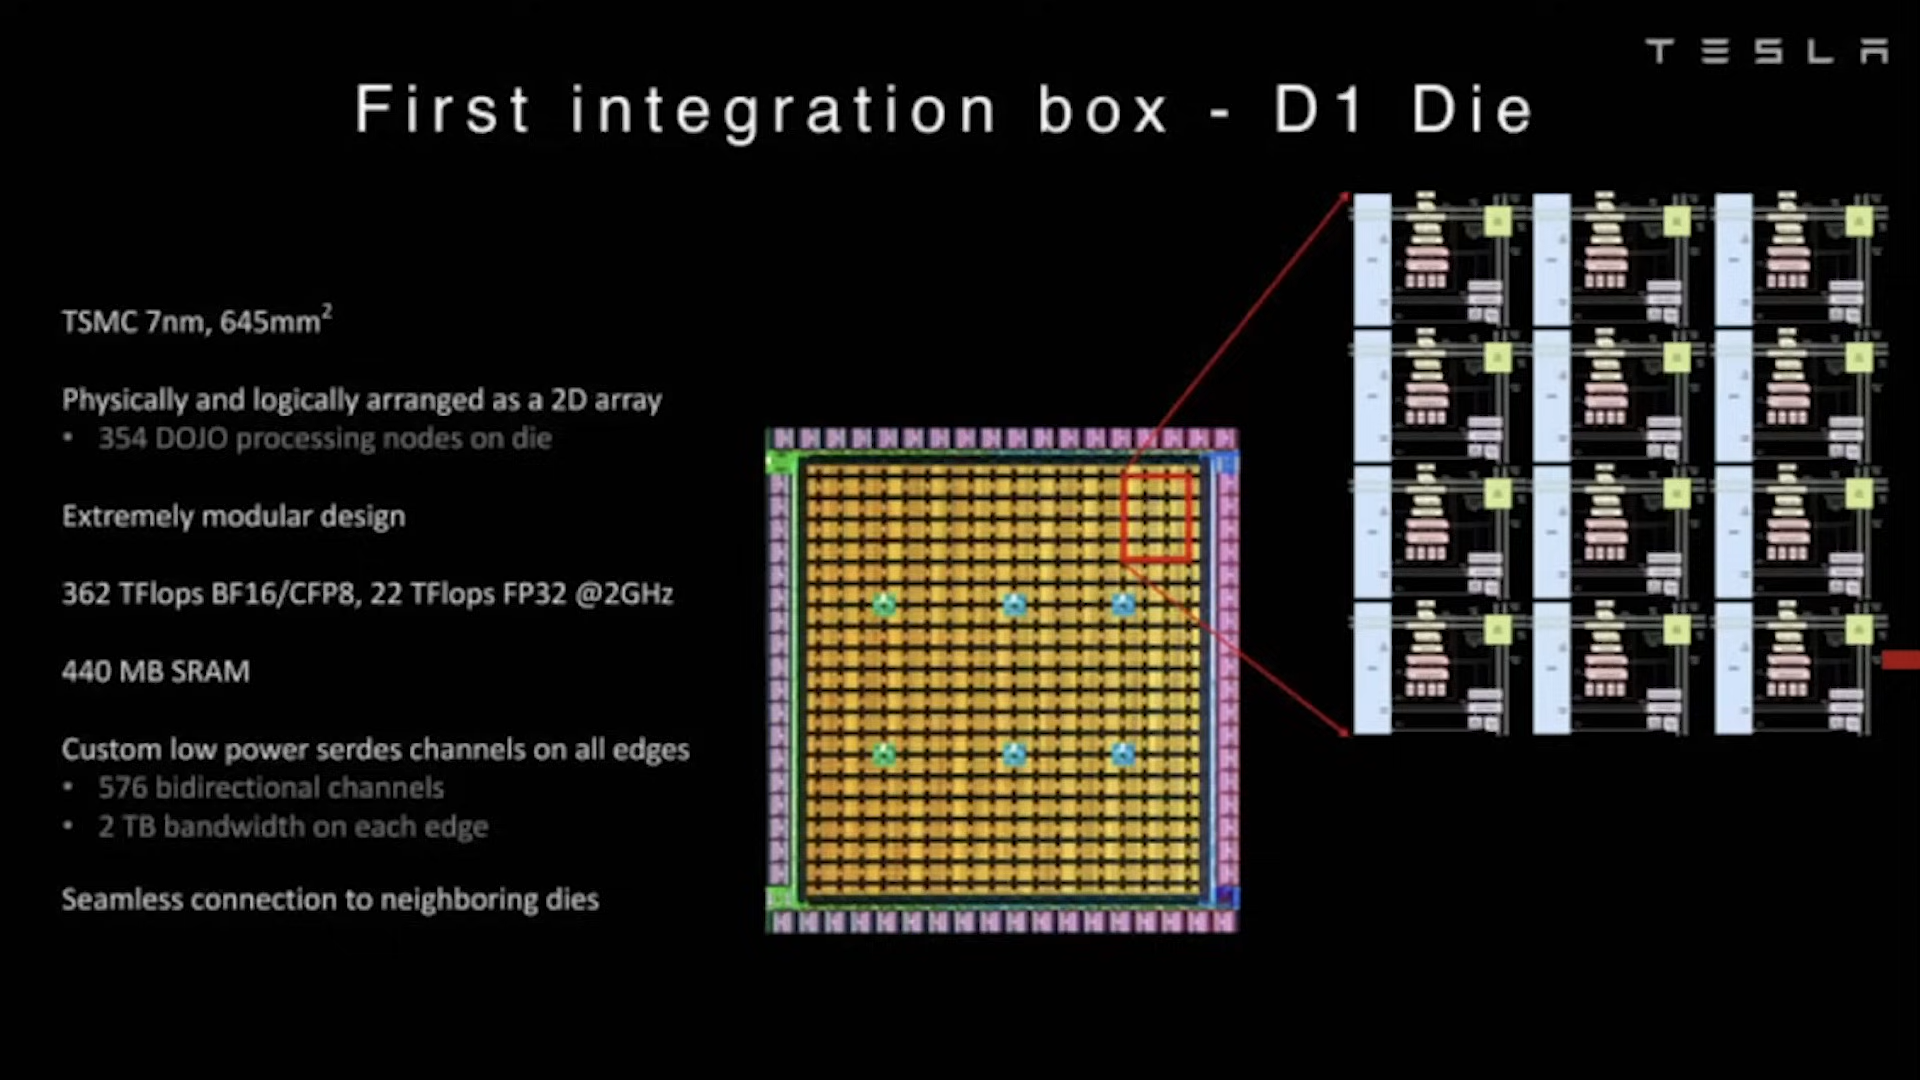 TESLA
First integration box - D1 Die
TSMC 7nm, 645mm²
Physically and logically arranged as a 2D array
• 354 DOJO processing nodes on die
Extremely modular design
362 TFlops BF16/CFP8, 22 TFlops FP32 @2GHz
440 MB SRAM
Custom low power serdes channels on all edges
• 576 bidirectional channels
• 2 TB bandwidth on each edge
Seamless connection to neighboring dies